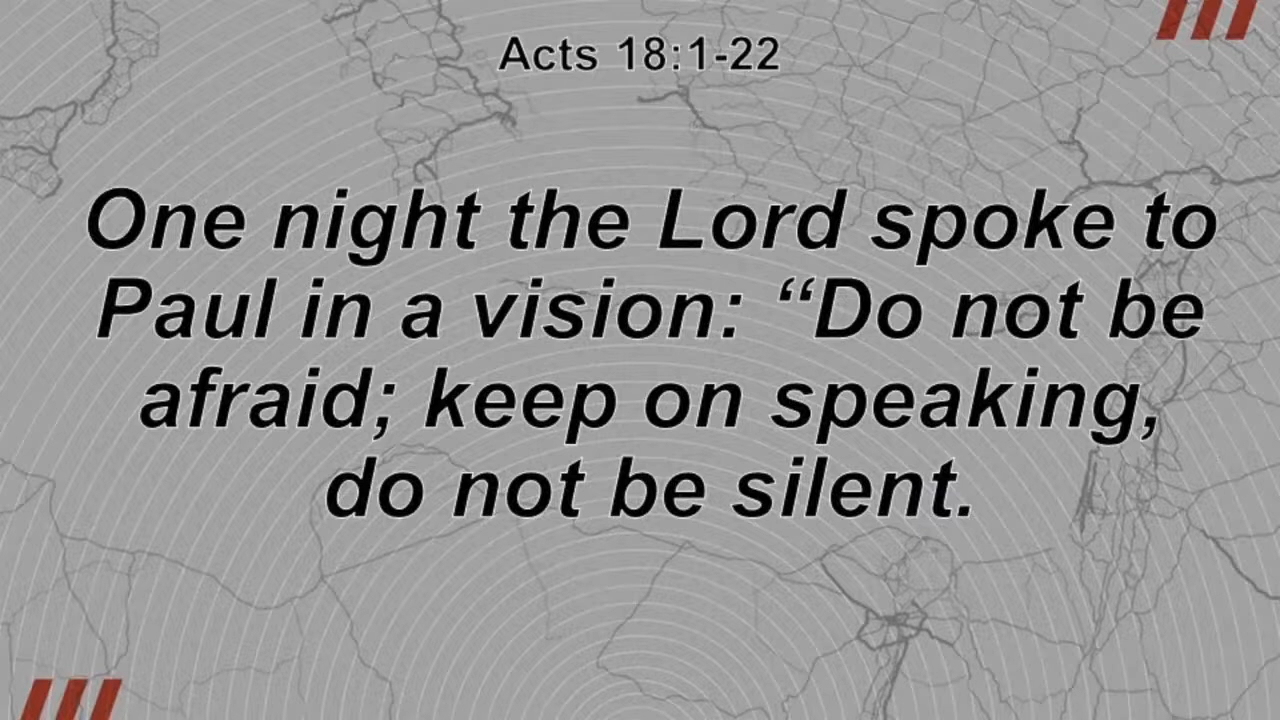 Acts 18:1-22
One night the Lord spoke to
Paul in a vision: “Do not be
afraid; keep on speaking,
do not be silent.